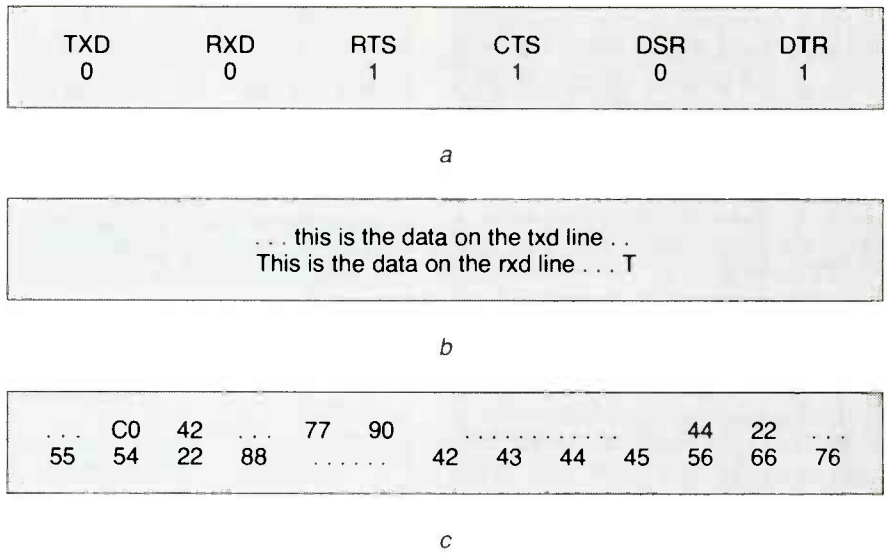 TXD RXD RTS CTS DSR DTR
0 0 1 1 0 1
a
. . . this is the data on the txd line . .
This is the data on the rxd line . . . T
b
. . . C0 42 . . . 77 90 . . . . . . . . . . . . 44 22 . . .
55 54 22 88 . . . . . . 42 43 44 45 56 66 76
c